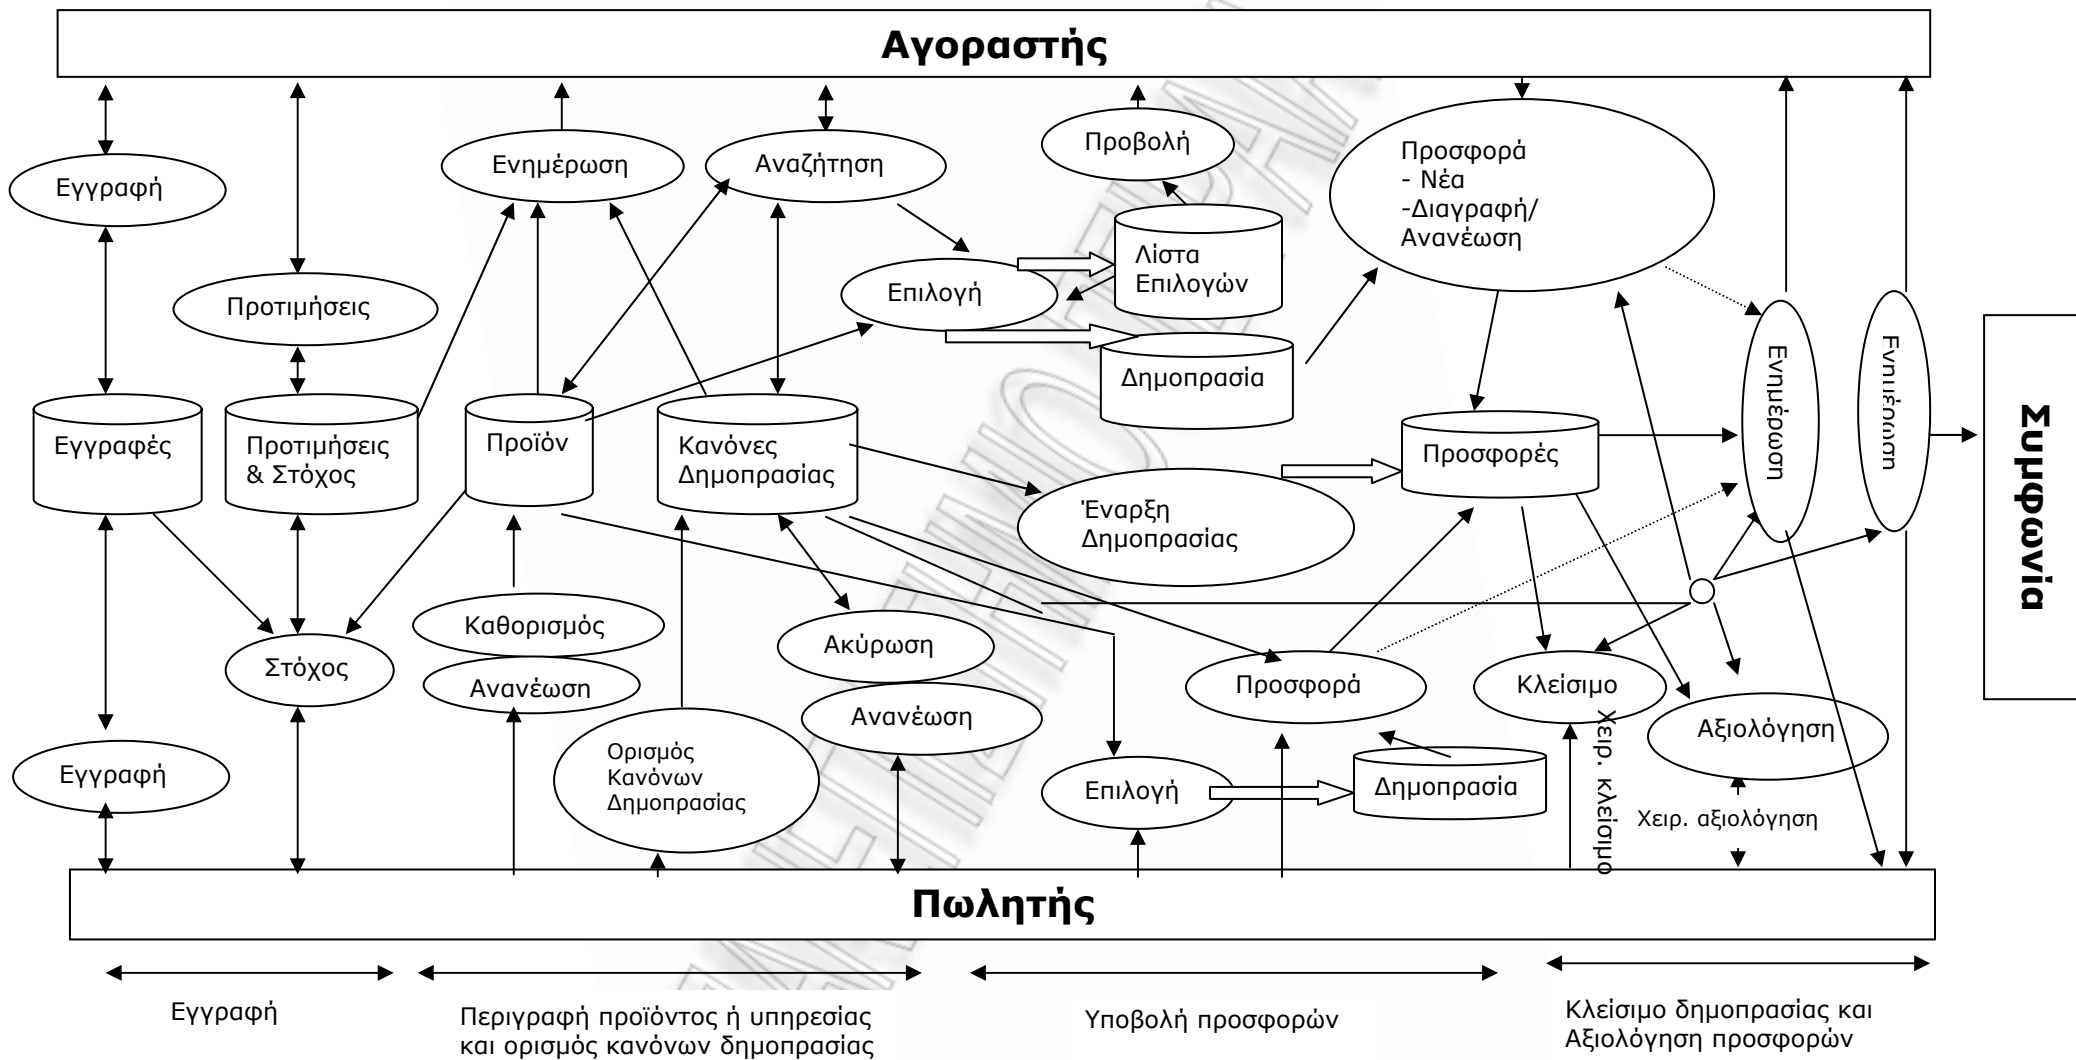 Αγοραστής
Εγγραφή
Ενημέρωση
Αναζήτηση
Προβολή
Προσφορά
- Νέα
-Διαγραφή/
Ανανέωση
Προτιμήσεις
Επιλογή
Λίστα
Επιλογών
Δημοπρασία
Ενημέρωση
Ενημέρωση
Συμφωνία
Εγγραφές
Προτιμήσεις
& Στόχος
Προϊόν
Κανόνες
Δημοπρασίας
Προσφορές
Έναρξη
Δημοπρασίας
Στόχος
Καθορισμός
Ανανέωση
Ακύρωση
Ανανέωση
Προσφορά
Κλείσιμο
Αξιολόγηση
Εγγραφή
Ορισμός
Κανόνων
Δημοπρασίας
Επιλογή
Δημοπρασία
Χειρ. κλείσιμο
Χειρ. αξιολόγηση
Πωλητής
Εγγραφή
Περιγραφή προϊόντος ή υπηρεσίας
και ορισμός κανόνων δημοπρασίας
Υποβολή προσφορών
Κλείσιμο δημοπρασίας και
Αξιολόγηση προσφορών